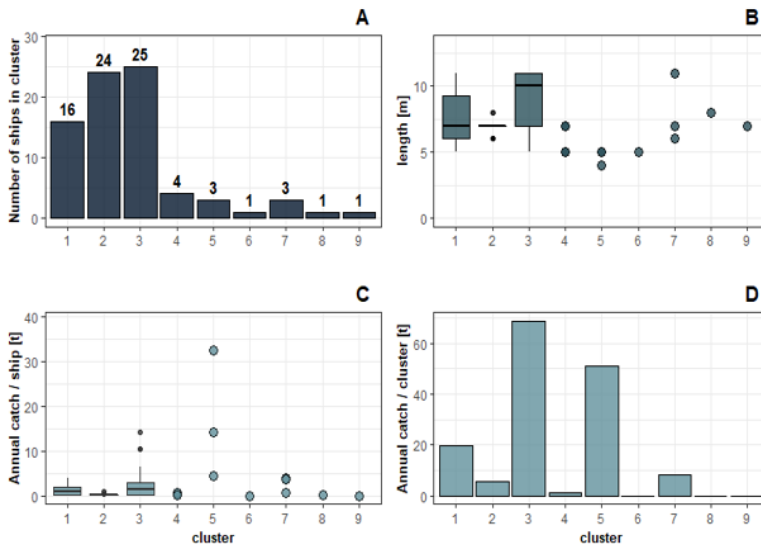 A
Number of ships in cluster
30
20
10
0
16
24
25
4
3
1
3
1
1
1 2 3 4 5 6 7 8 9
B
length [m]
10
5
0
1 2 3 4 5 6 7 8 9
C
Annual catch / ship [t]
40
30
20
10
0
1 2 3 4 5 6 7 8 9
cluster
D
Annual catch / cluster [t]
60
40
20
0
1 2 3 4 5 6 7 8 9
cluster